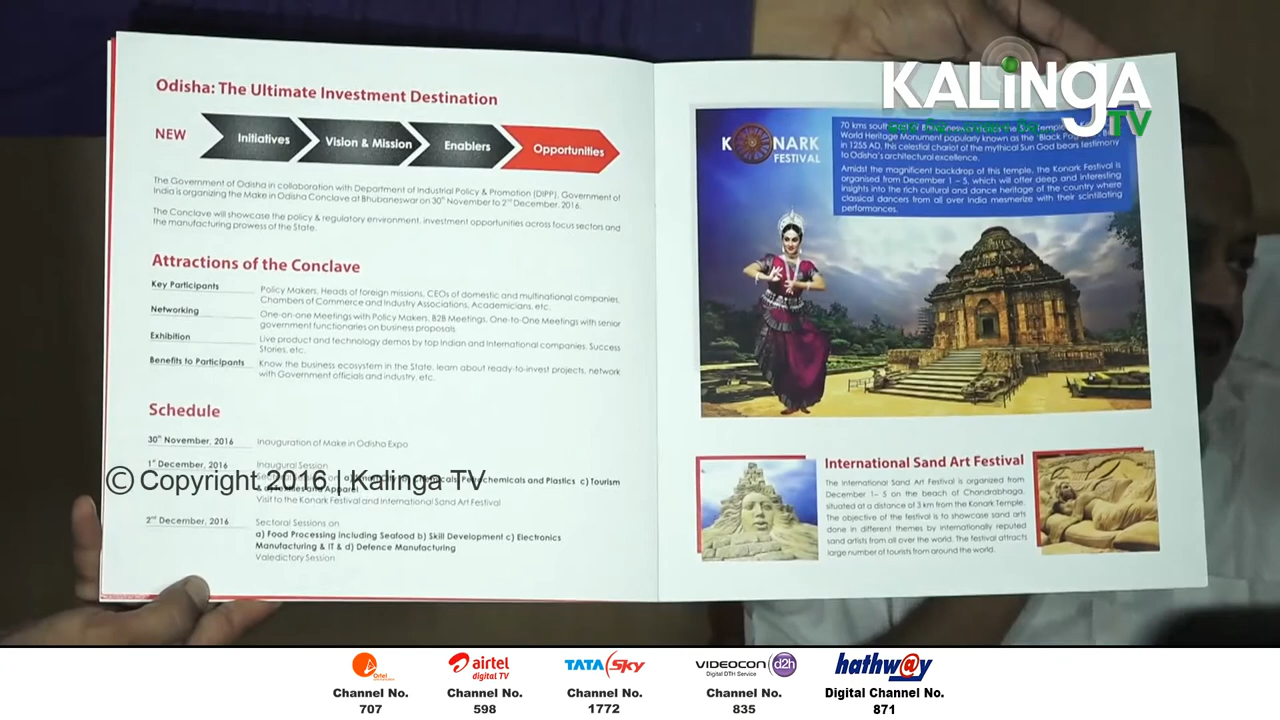 Odisha: The Ultimate Investment Destination
NEW
Initiatives
Vision & Mission
Enablers
Opportunities
The Government of Odisha in collaboration with Department of Industrial Policy & Promotion (DIPP), Government of
India is organizing the Make in Odisha Conclave at Bhubaneswar on 30th November to 2nd December, 2016.
The Conclave will showcase the policy & regulatory environment, investment opportunities across focus sectors and
the manufacturing prowess of the State.
Attractions of the Conclave
Key Participants
Policy Makers, Heads of foreign missions, CEOs of domestic and multinational companies,
Chambers of Commerce and Industry Associations, Academicians, etc.
Networking
One-on-one Meetings with Policy Makers, B2B Meetings, One-to-One Meetings with senior
government functionaries on business proposals
Exhibition
Live product and technology demos by top Indian and International companies, Success
Stories, etc.
Benefits to Participants
Know the business ecosystem in the State, learn about ready-to-invest projects, network
with Government officials and industry, etc.
Schedule
30th November, 2016
Inauguration of Make in Odisha Expo
1st December, 2016
Inaugural Session
Petrochemicals and Plastics c) Tourism
Apparel
Visit to the Konark Festival and International Sand Art Festival
© Copyright 2016 | Kalinga TV
2nd December, 2016
Sectoral Sessions on
a) Food Processing including Seafood b) Skill Development c) Electronics
Manufacturing & IT & d) Defence Manufacturing
Valedictory Session
KALiNGA
TV
KONARK
FESTIVAL
70 kms south
World Heritage Monument popularly known as the 'Black
in 1255 AD, this celestial chariot of the mythical Sun God bears testimony
to Odisha's architectural excellence.
Amidst the magnificent backdrop of this temple, the Konark Festival is
organised from December 1 – 5, which will offer deep and interesting
insights into the rich cultural and dance heritage of the country where
classical dancers from all over India mesmerize with their scintillating
performances.
International Sand Art Festival
The International Sand Art Festival is organized from
December 1– 5 on the beach of Chandrabhaga,
situated at a distance of 3 km from the Konark Temple.
The objective of the festival is to showcase sand arts
done in different themes by internationally reputed
sand artists from all over the world. The festival attracts
large number of tourists from around the world.
Ortel
airtel
digital TV
TATA Sky
VIDEOCON d2h
Digital DTH Service
hathw@y
Channel No.
707
Channel No.
598
Channel No.
1772
Channel No.
835
Digital Channel No.
871